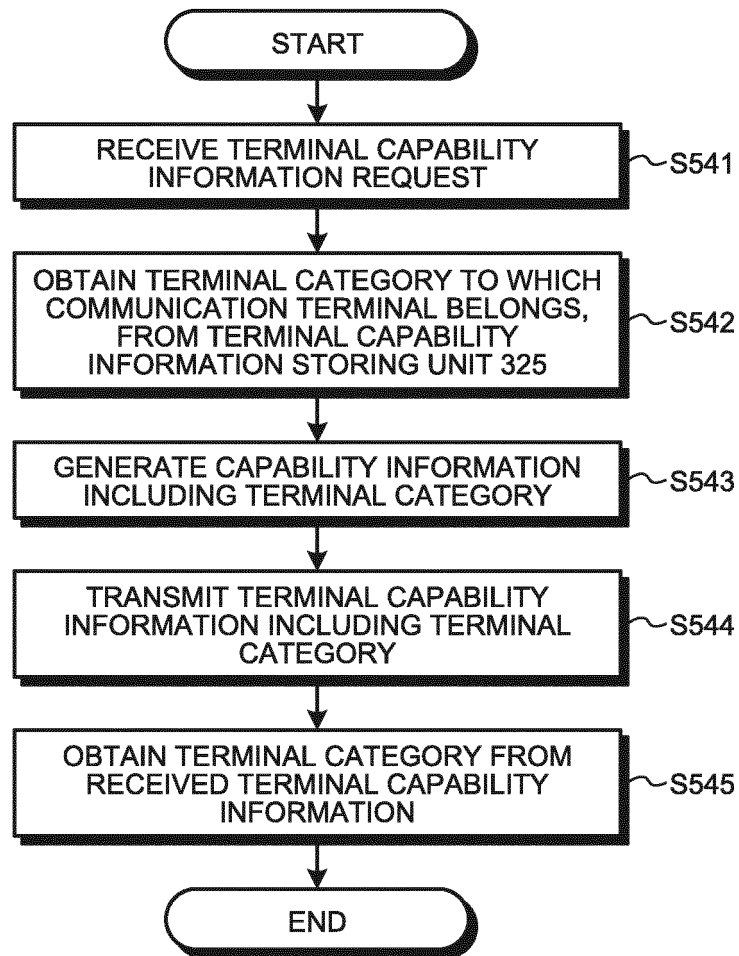 START
RECEIVE TERMINAL CAPABILITY
INFORMATION REQUEST
S541
OBTAIN TERMINAL CATEGORY TO WHICH
COMMUNICATION TERMINAL BELONGS,
FROM TERMINAL CAPABILITY
INFORMATION STORING UNIT 325
S542
GENERATE CAPABILITY INFORMATION
INCLUDING TERMINAL CATEGORY
S543
TRANSMIT TERMINAL CAPABILITY
INFORMATION INCLUDING TERMINAL
CATEGORY
S544
OBTAIN TERMINAL CATEGORY FROM
RECEIVED TERMINAL CAPABILITY
INFORMATION
S545
END